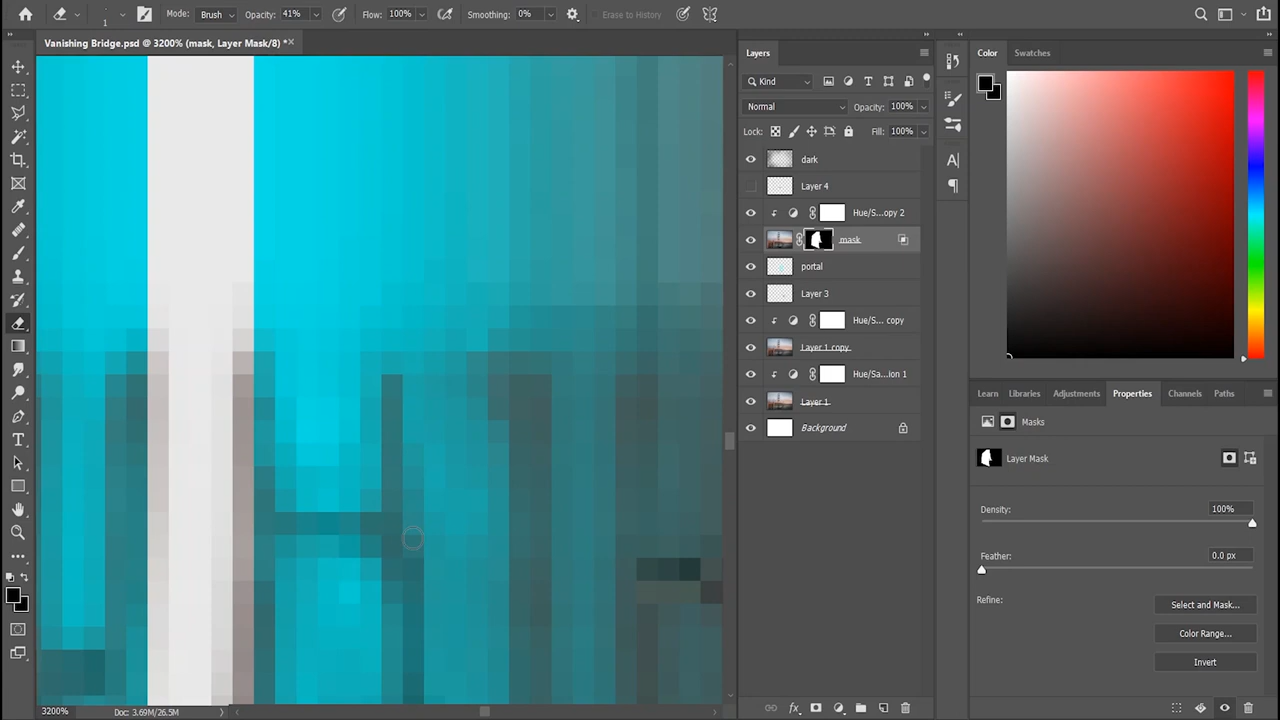 1 Mode: Brush Opacity: 41% Flow: 100% Smoothing: 0% Erase to History
Vanishing Bridge.psd @ 3200% (mask, Layer Mask/8) *
Layers
Kind
Normal Opacity: 100%
Lock: Fill: 100%
dark
Layer 4
Hue/S...opy 2
mask
portal
Layer 3
Hue/S... copy
Layer 1 copy
Hue/Sa...ion 1
Layer 1
Background
Color Swatches
Learn Libraries Adjustments Properties Channels Paths
Masks
Layer Mask
Density: 100%
Feather: 0.0 px
Refine: Select and Mask...
Color Range...
Invert
3200% Doc: 3.69M/26.5M